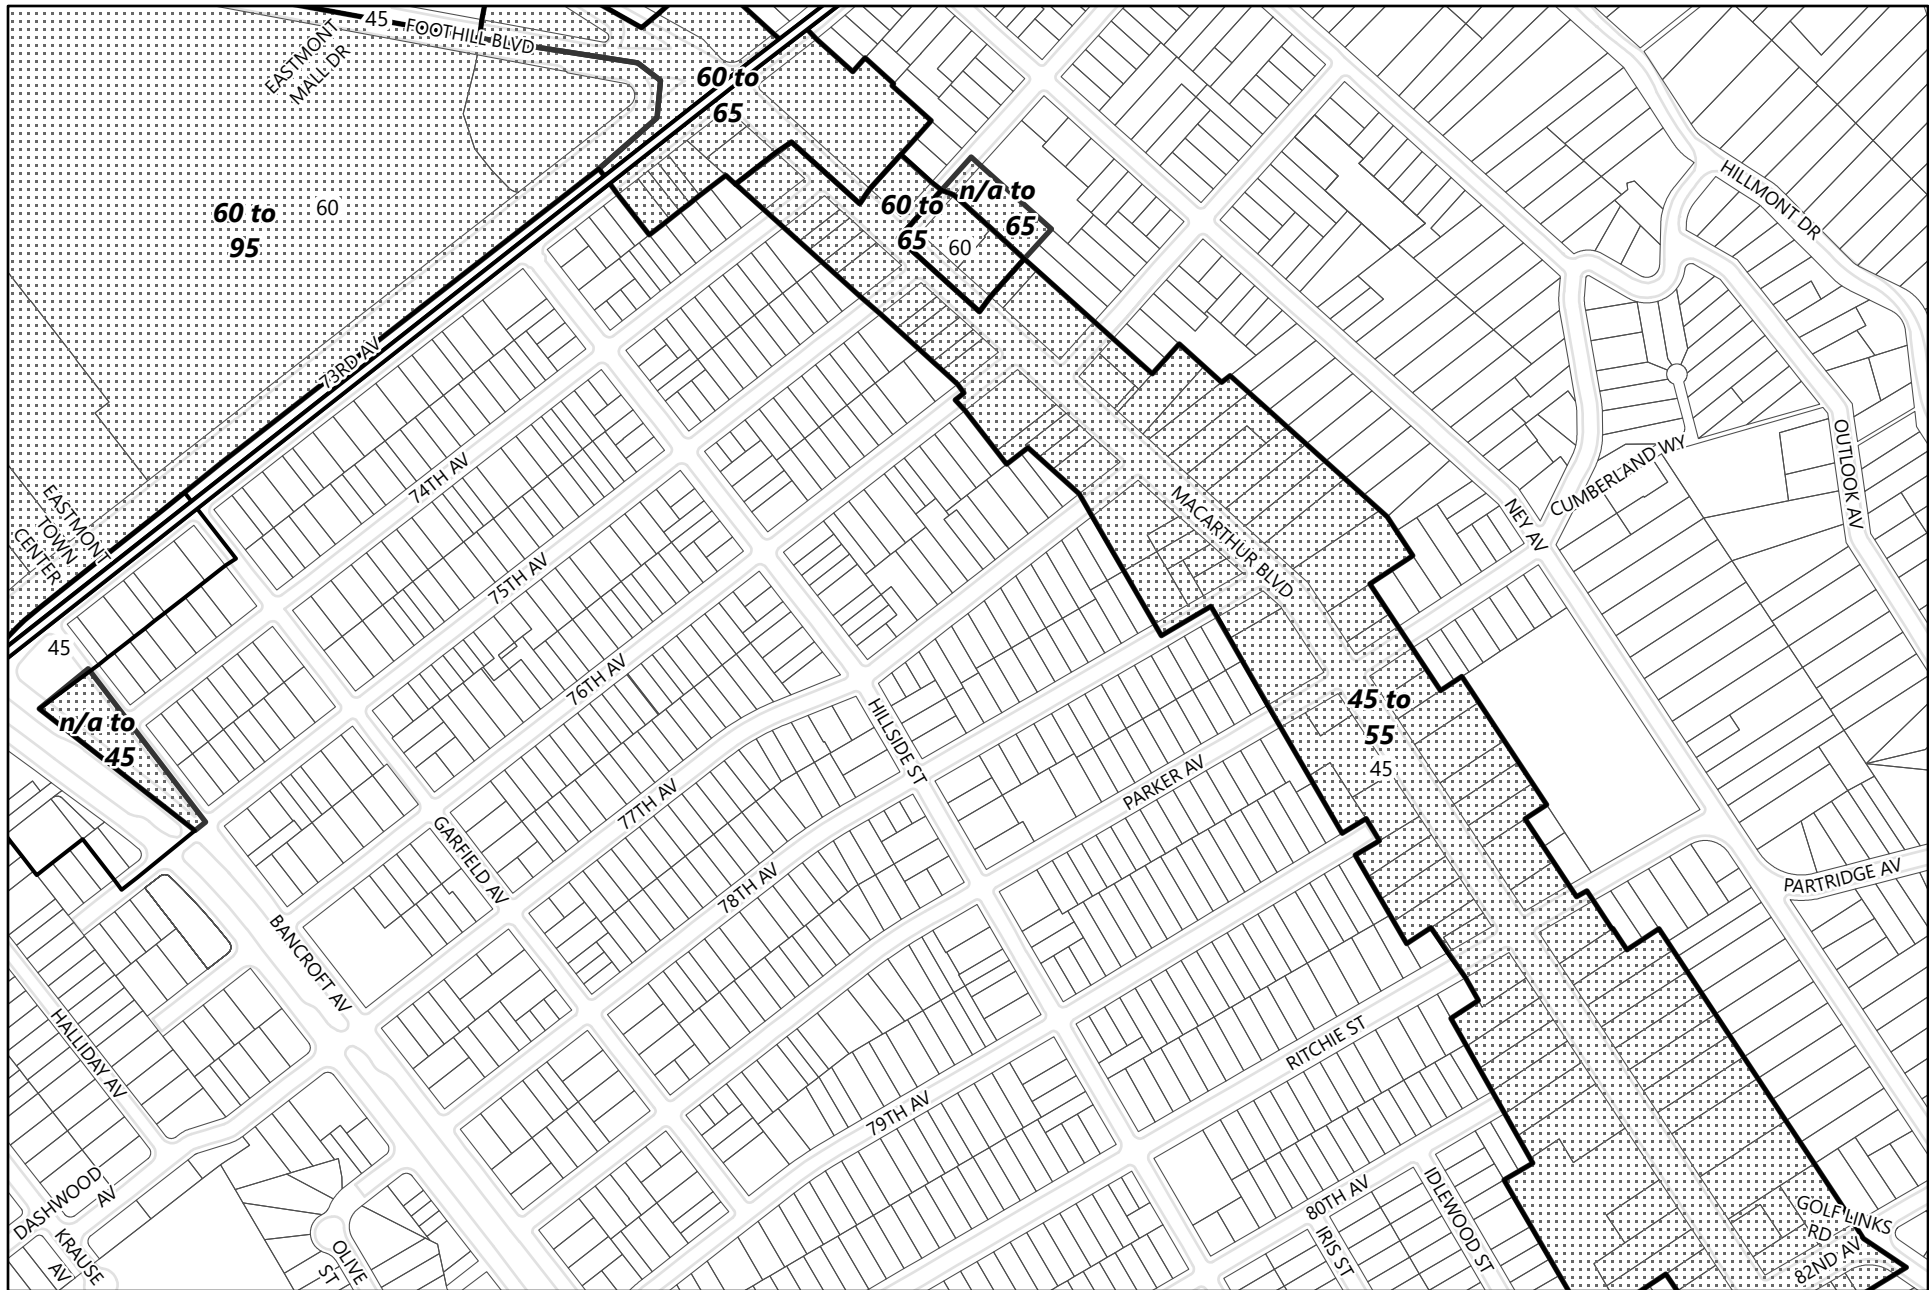 45
FOOTHILL BLVD
EASTMONT
MALL DR
60 to
65
HILLMONT DR
60 to
95
60
n/a to
65
60 to
65
60
73RD AV
74TH AV
75TH AV
76TH AV
77TH AV
78TH AV
79TH AV
80TH AV
MACARTHUR BLVD
NEY AV
CUMBERLAND WY
OUTLOOK AV
EASTMONT
TOWN
CENTER
45
n/a to
45
45 to
55
45
HILLSIDE ST
PARKER AV
GARFIELD AV
PARTRIDGE AV
BANCROFT AV
HALLIDAY AV
RITCHIE ST
DASHWOOD
AV
KRAUSE
AV
OLIVE
ST
IRIS ST
IDLEWOOD ST
GOLF LINKS
RD
82ND AV